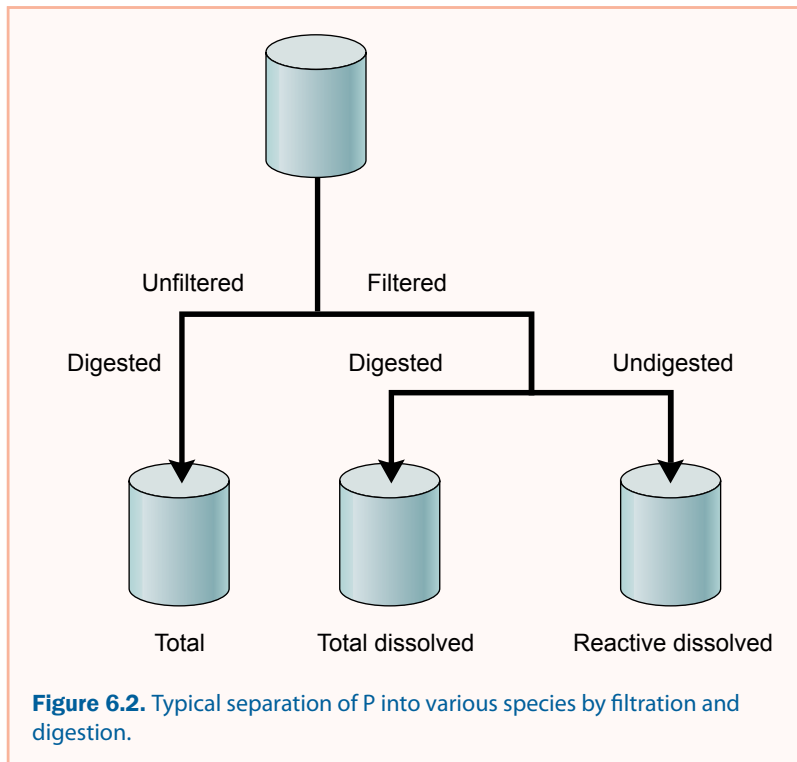 Unfiltered Filtered
Digested Digested Undigested
Total Total dissolved Reactive dissolved
Figure 6.2. Typical separation of P into various species by filtration and
digestion.